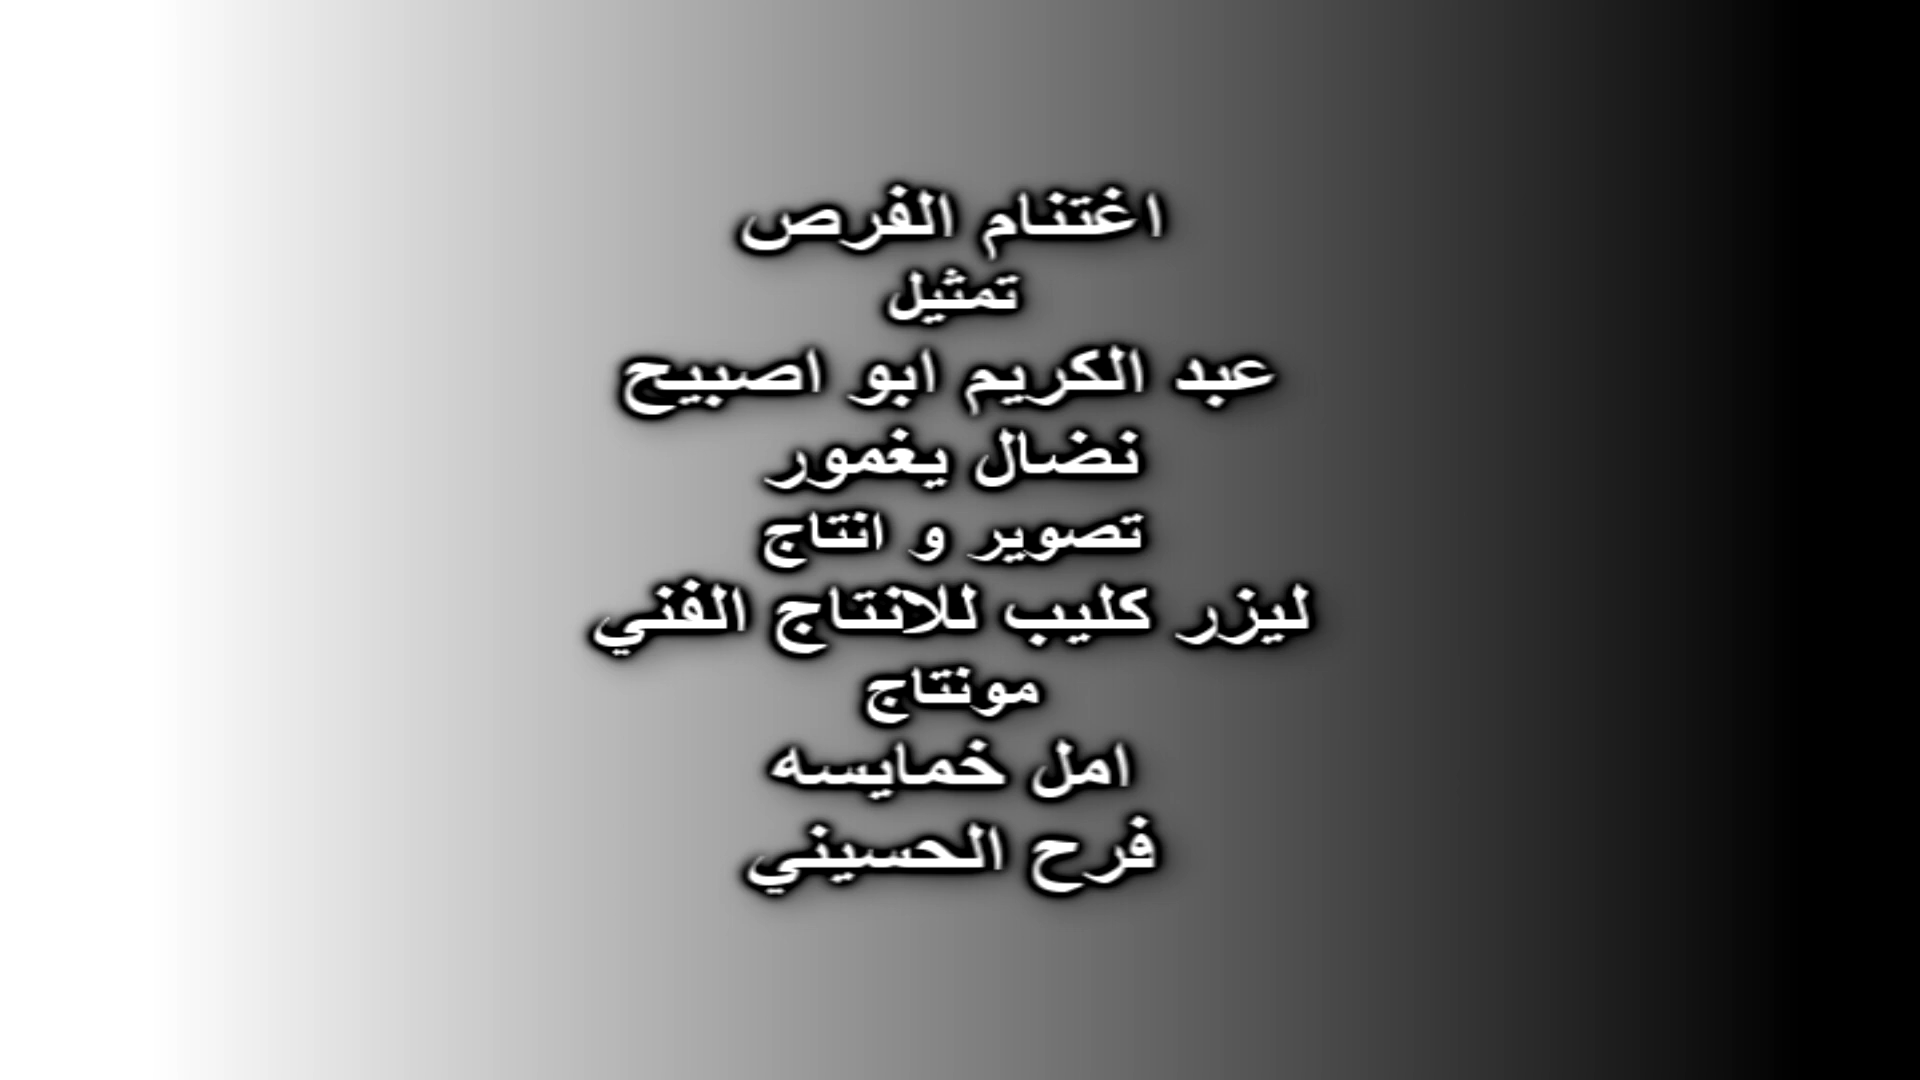 اغتنام الفرص
تمثيل
عبد الكريم ابو اصبيح
نضال يغمور
تصوير و انتاج
ليزر كليب للانتاج الفني
مونتاج
امل خمايسه
فرح الحسيني